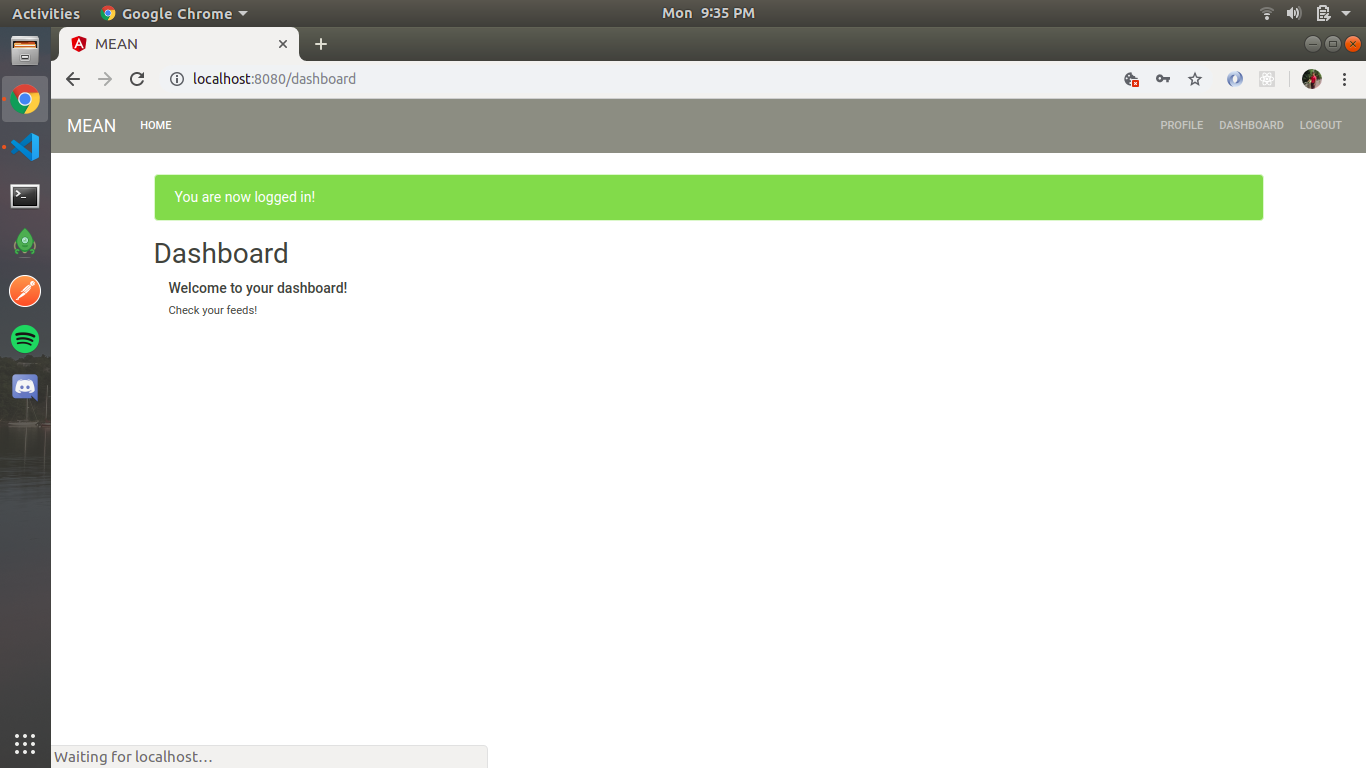 Activities Google Chrome Mon 9:35 PM
MEAN
localhost:8080/dashboard
MEAN HOME PROFILE DASHBOARD LOGOUT
You are now logged in!
Dashboard
Welcome to your dashboard!
Check your feeds!
Waiting for localhost...